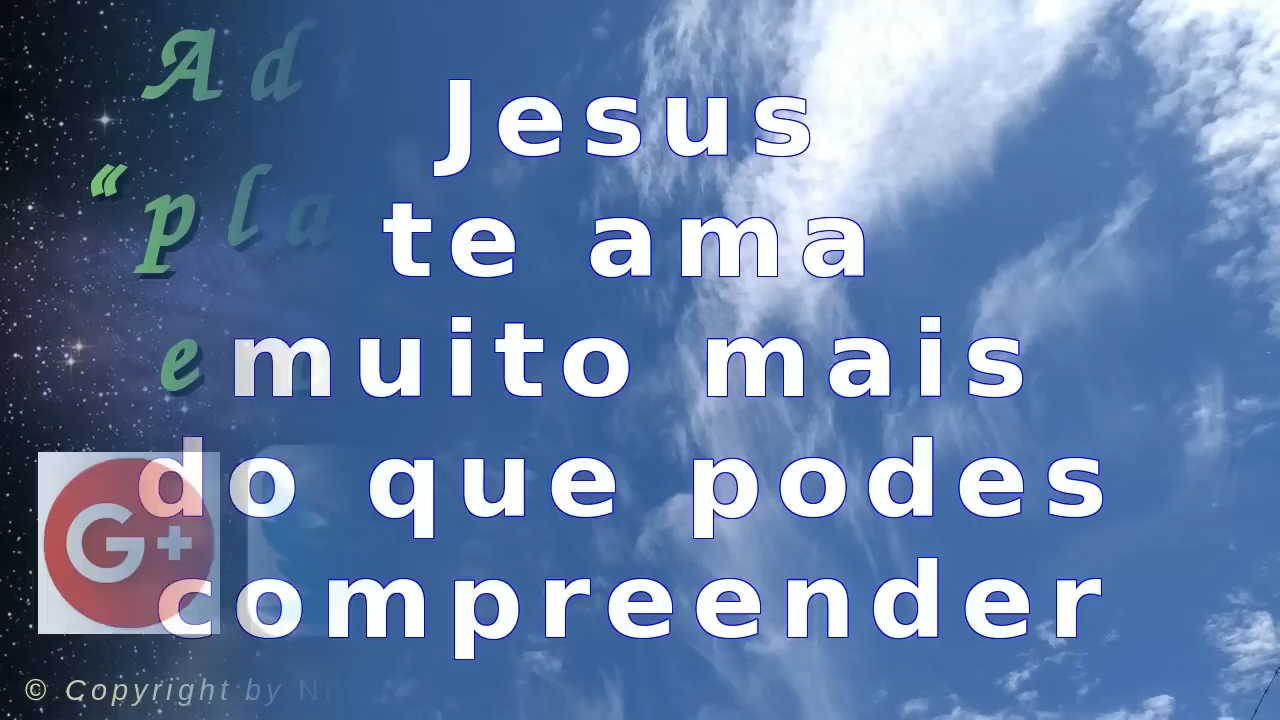 Jesus
te ama
muito mais
do que podes
compreender
G+
© Copyright by